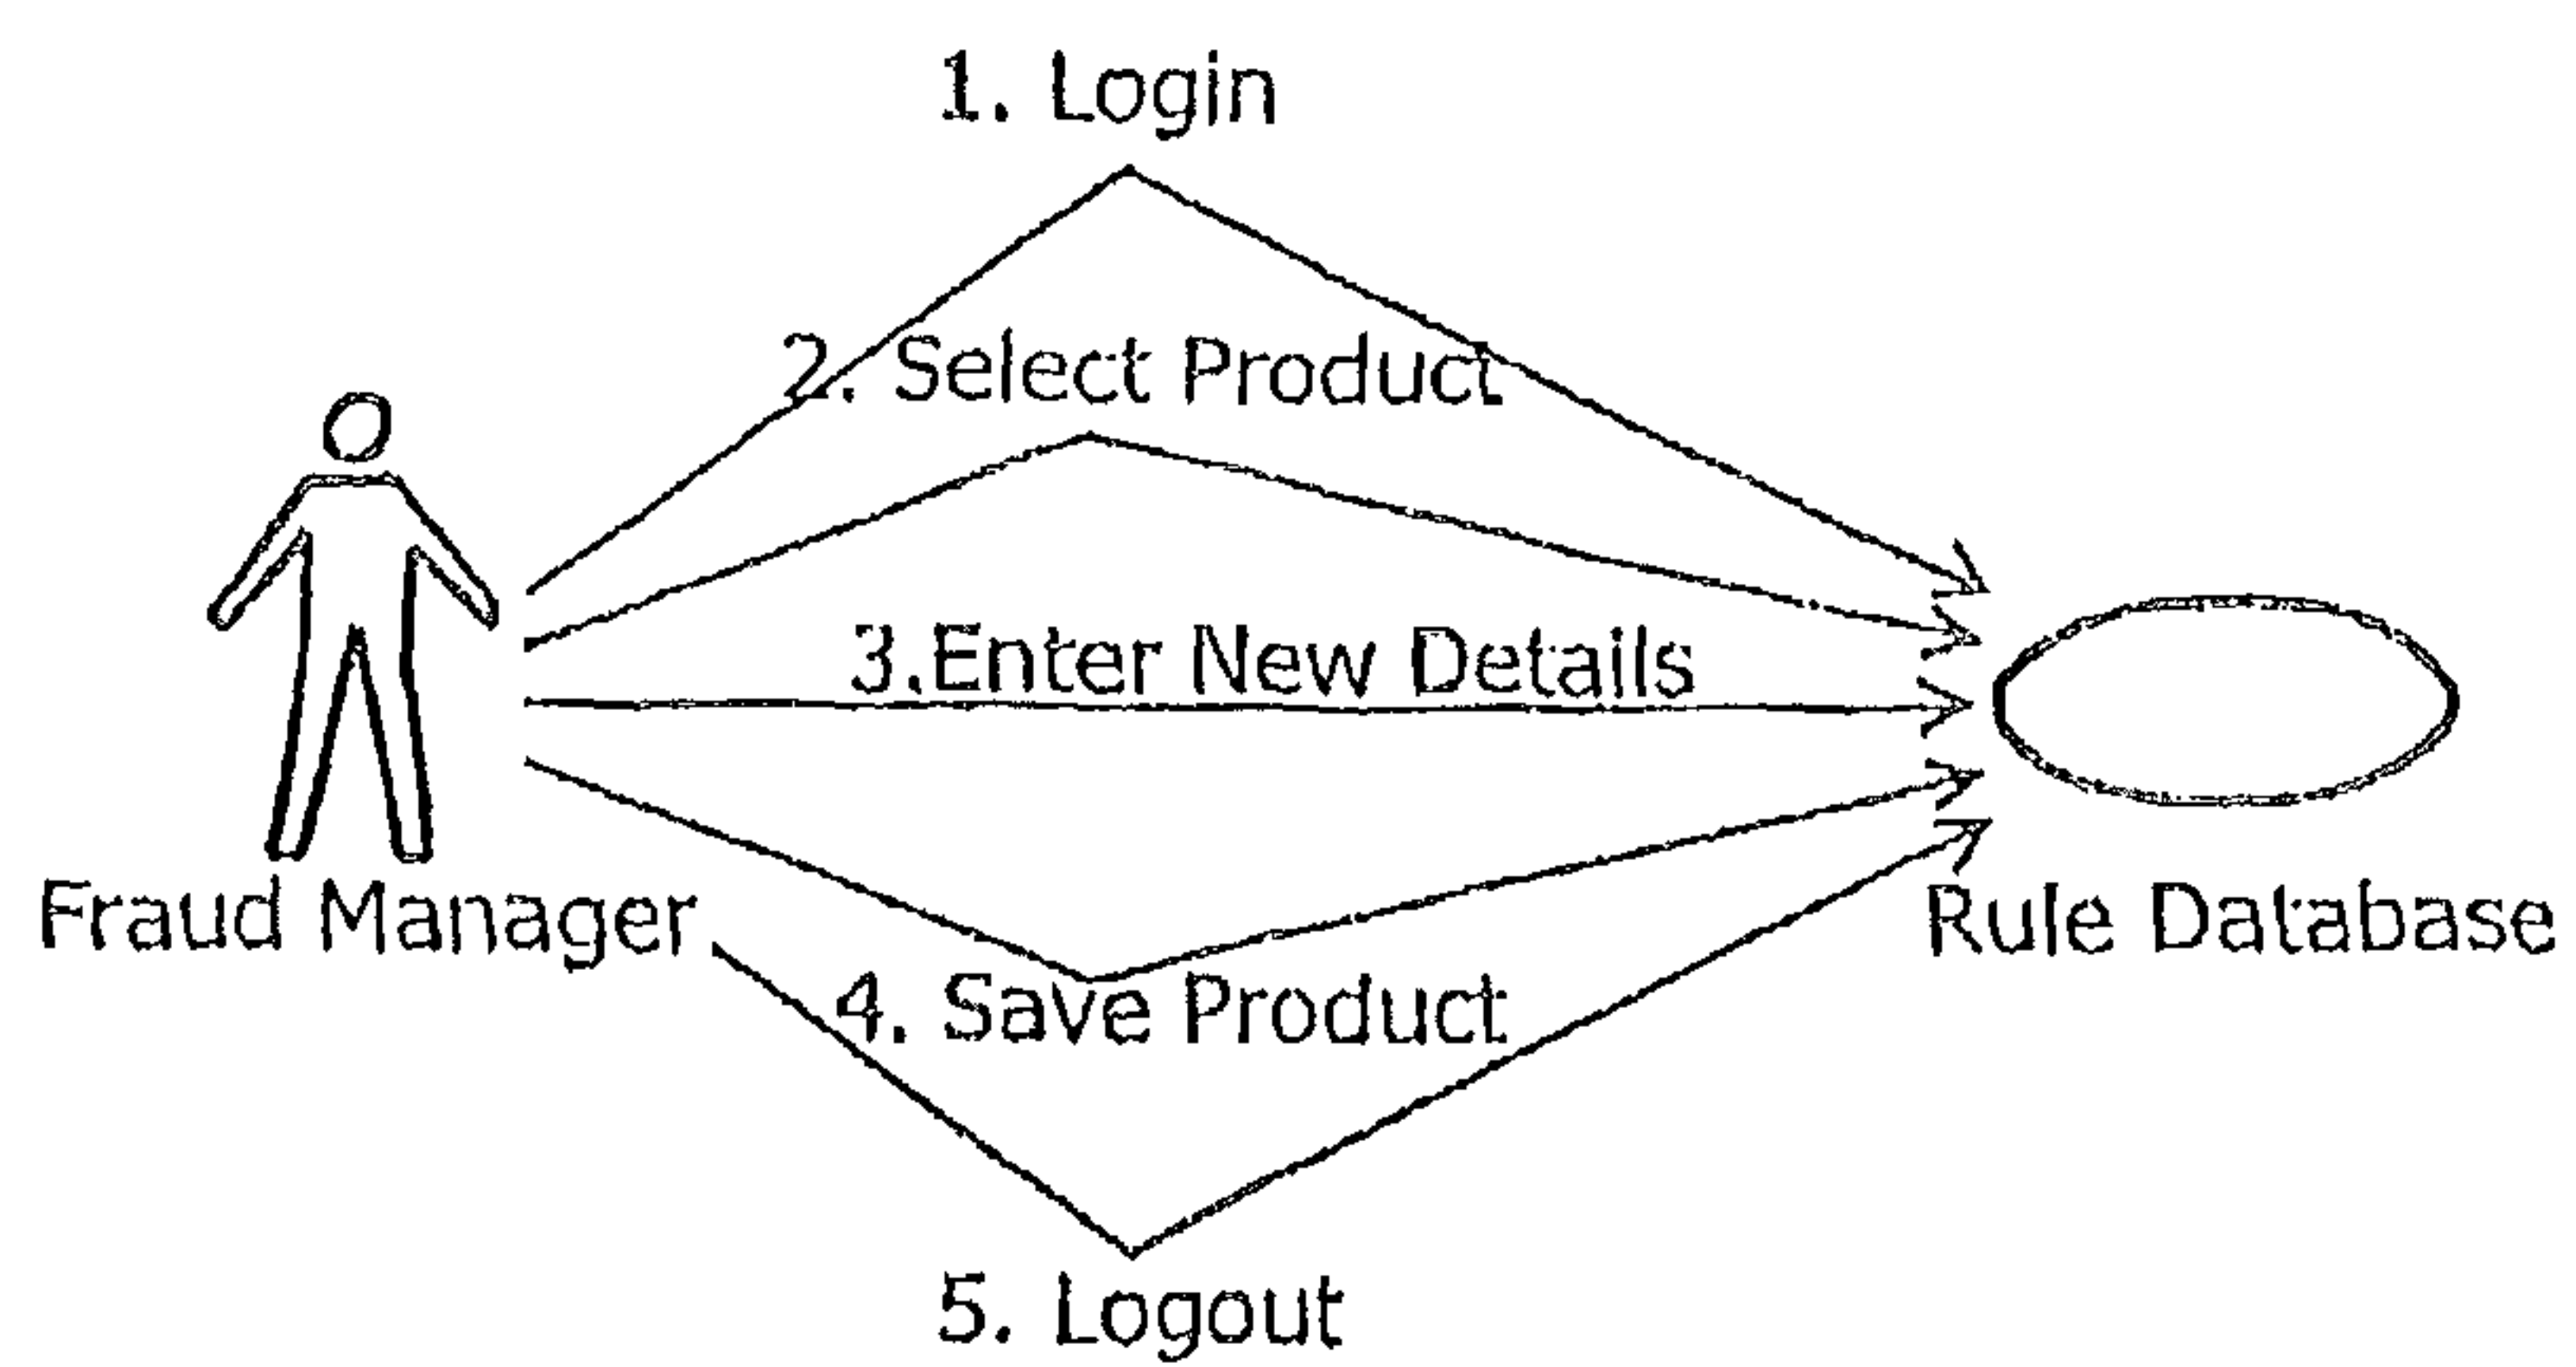 1. Login
2. Select Product
3.Enter New Details
Fraud Manager
Rule Database
4. Save Product
5. Logout